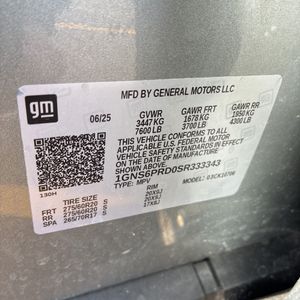 gm
MFD BY GENERAL MOTORS LLC
06/25 GVWR GAWR FRT GAWR RR
3447 KG 1678 KG 1950 KG
7600 LB 3700 LB 4300 LB
THIS VEHICLE CONFORMS TO ALL
APPLICABLE U.S. FEDERAL MOTOR
VEHICLE SAFETY STANDARDS
IN EFFECT ON THE DATE OF MANUFACTURE
SHOWN ABOVE.
1GNS6PRD0SR333343
TYPE: MPV
TIRE SIZE RIM
FRT 275/60R20 S 20X9J
RR 275/60R20 S 20X9J
SPA 265/70R17 S 17X8J